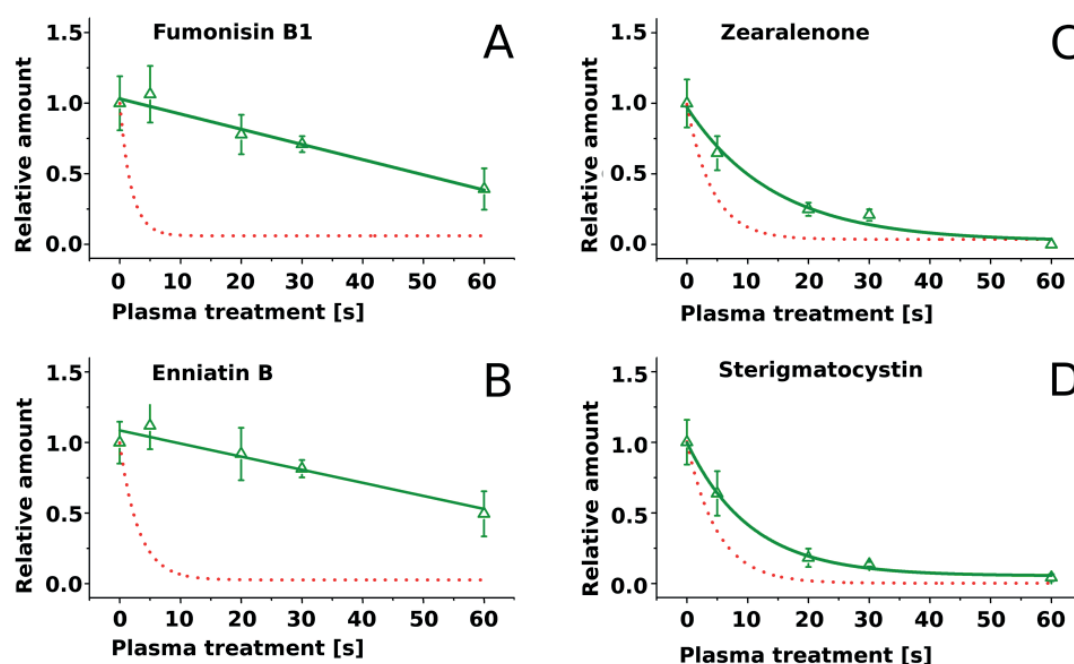 Fumonisin B1
A
Relative amount
1.5
1.0
0.5
0.0
0 10 20 30 40 50 60
Plasma treatment [s]
Zearalenone
C
Relative amount
1.5
1.0
0.5
0.0
0 10 20 30 40 50 60
Plasma treatment [s]
Enniatin B
B
Relative amount
1.5
1.0
0.5
0.0
0 10 20 30 40 50 60
Plasma treatment [s]
Sterigmatocystin
D
Relative amount
1.5
1.0
0.5
0.0
0 10 20 30 40 50 60
Plasma treatment [s]